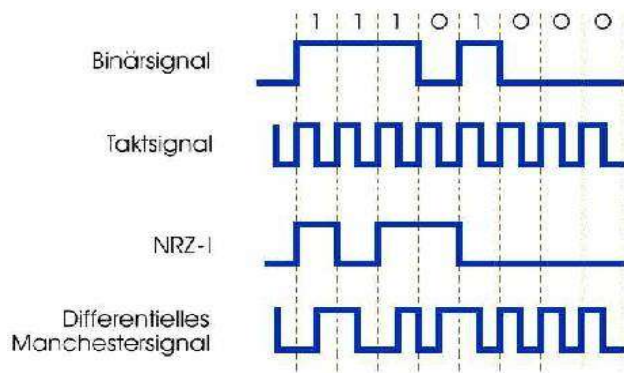 1 1 1 0 1 0 0 0
Binärsignal
Taktsignal
NRZ-I
Differentielles
Manchestersignal